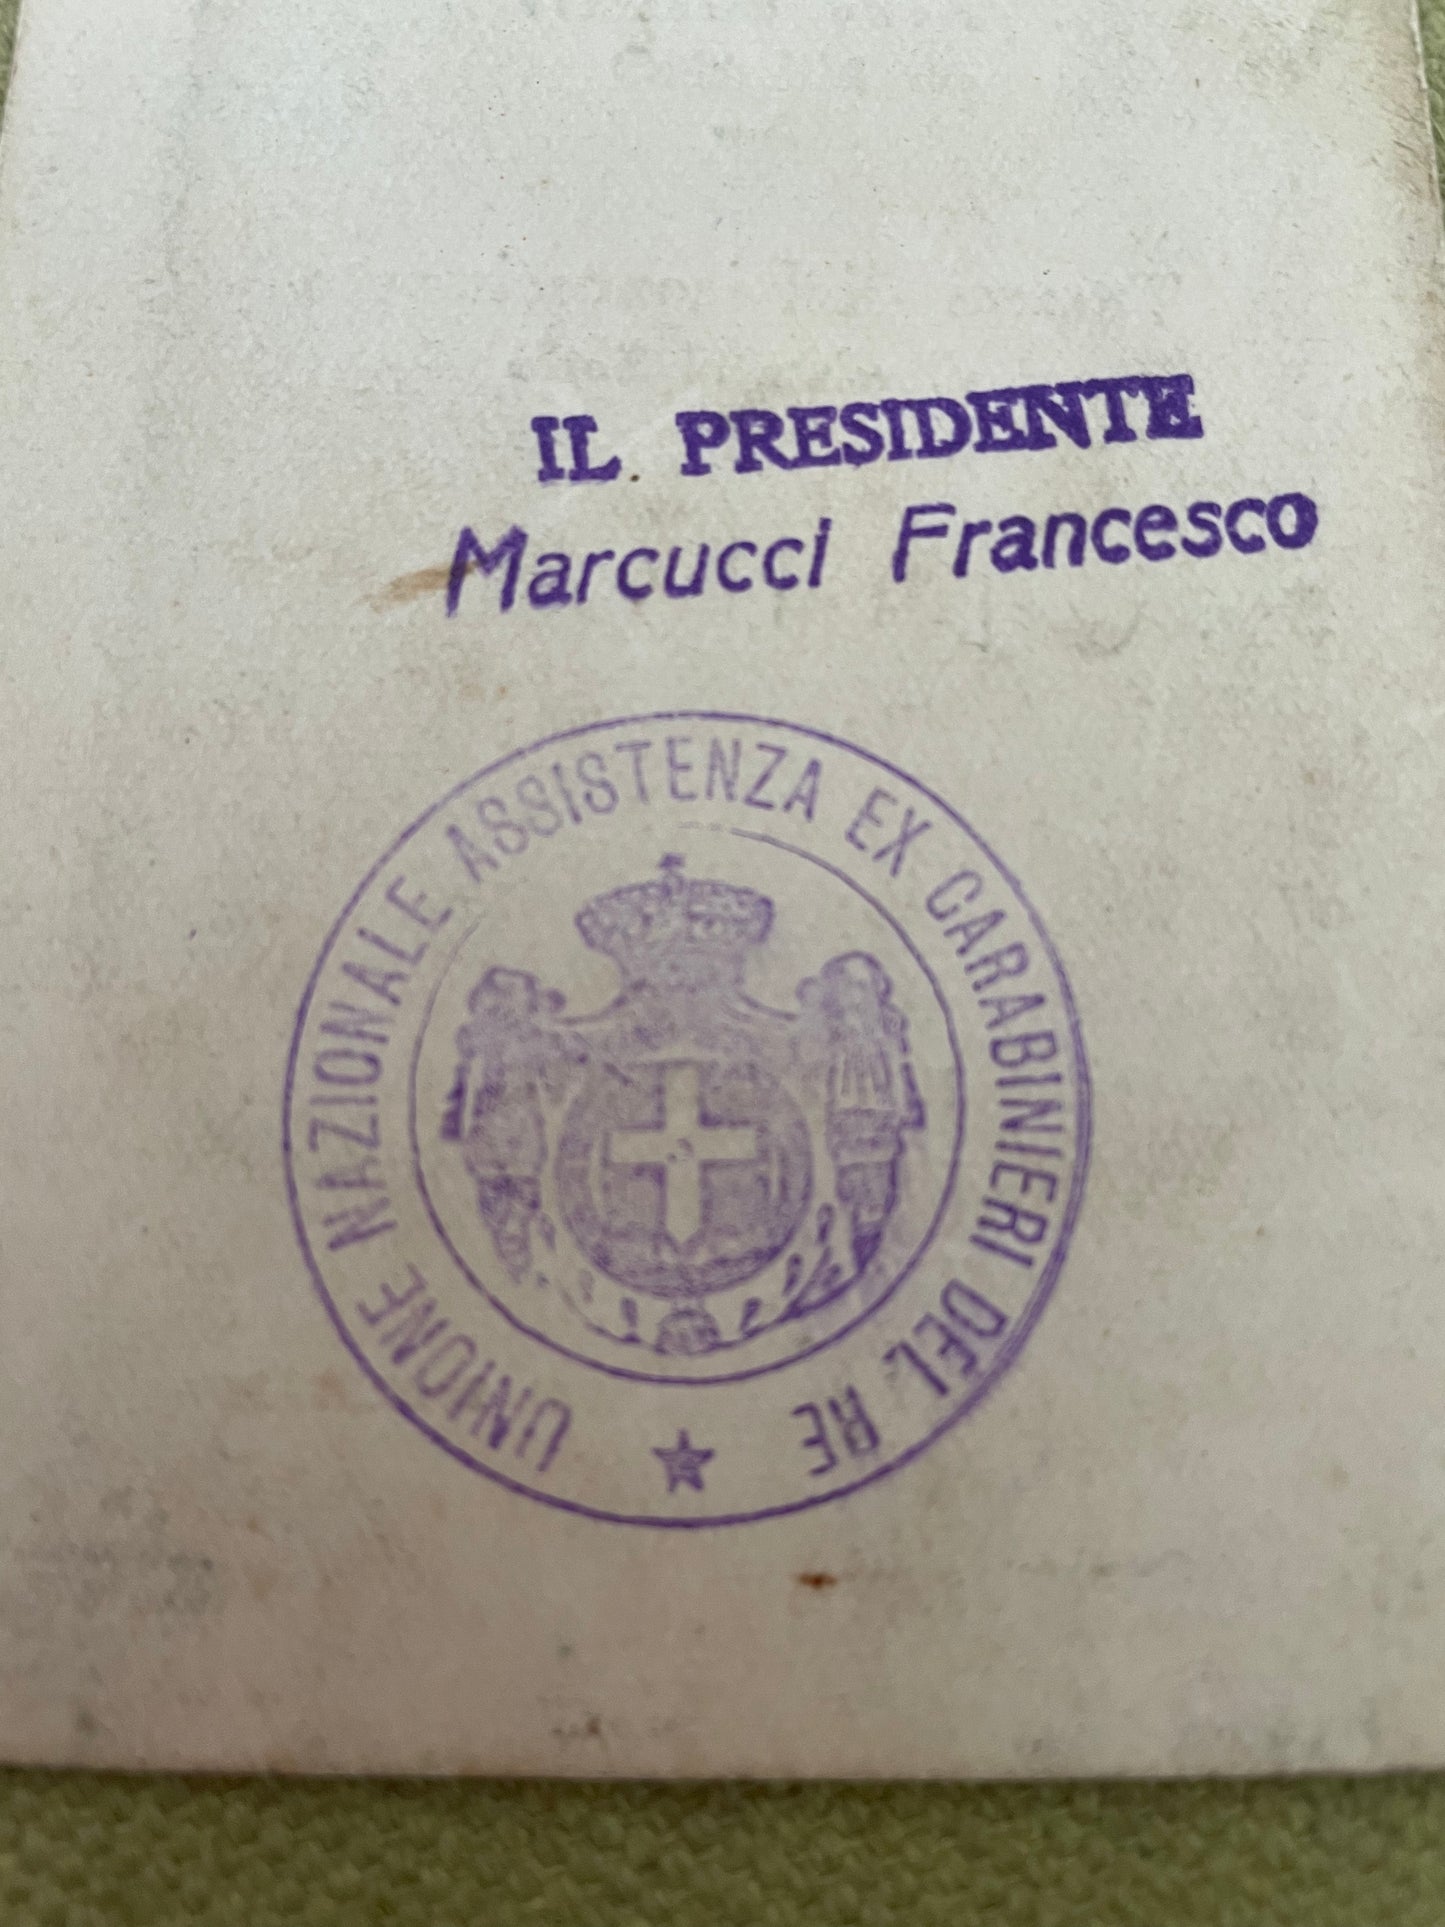 IL PRESIDENTE
Marcucci Francesco
UNIONE NAZIONALE ASSISTENZA EX CARABINIERI DEL RE